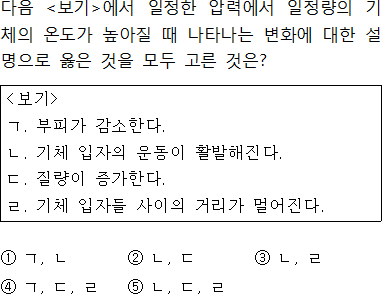 다음 <보기>에서 일정한 압력에서 일정량의 기
체의 온도가 높아질 때 나타나는 변화에 대한 설
명으로 옳은 것을 모두 고른 것은?
<보기>
ㄱ. 부피가 감소한다.
ㄴ. 기체 입자의 운동이 활발해진다.
ㄷ. 질량이 증가한다.
ㄹ. 기체 입자들 사이의 거리가 멀어진다.
① ㄱ, ㄴ ② ㄴ, ㄷ ③ ㄴ, ㄹ
④ ㄱ, ㄷ, ㄹ ⑤ ㄴ, ㄷ, ㄹ